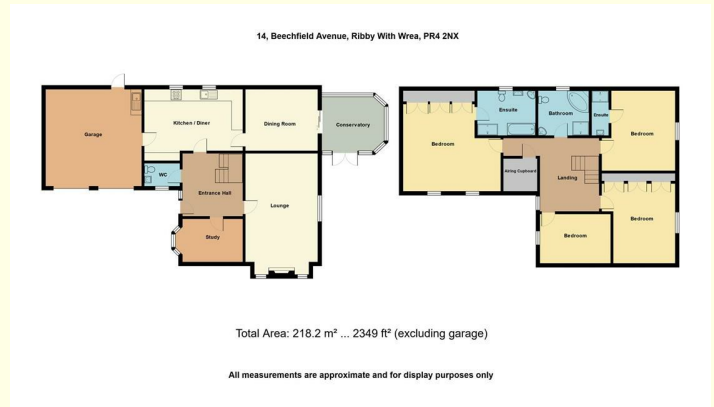 14, Beechfield Avenue, Ribby With Wrea, PR4 2NX
Garage
Kitchen / Diner
Dining Room
Conservatory
WC
Entrance Hall
Lounge
Study
Bedroom
Ensuite
Bathroom
Ensuite
Bedroom
Airing Cupboard
Landing
Bedroom
Bedroom
Total Area: 218.2 m² ... 2349 ft² (excluding garage)
All measurements are approximate and for display purposes only